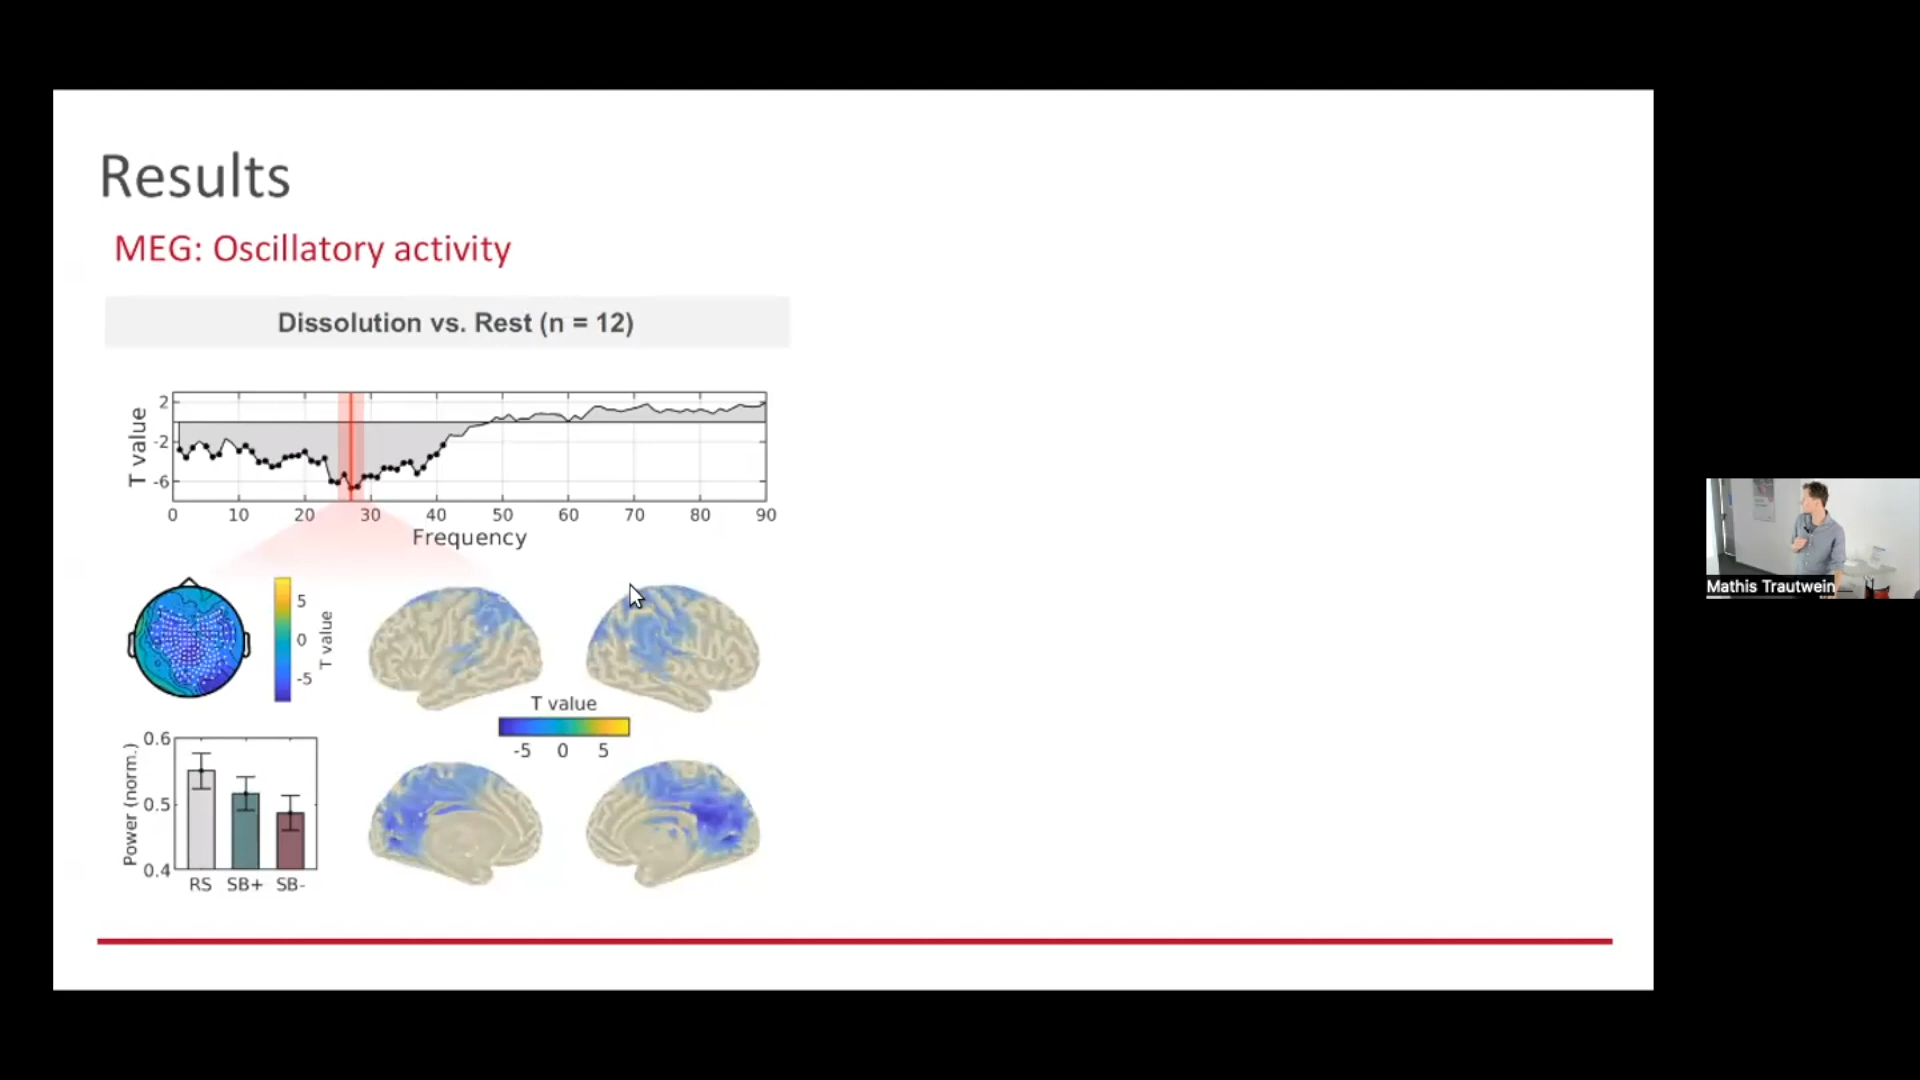 Results
MEG: Oscillatory activity
Dissolution vs. Rest (n = 12)
T value
2
-2
-6
0 10 20 30 40 50 60 70 80 90
Frequency
5
0
-5
T value
T value
-5 0 5
Power (norm.)
0.6
0.5
0.4
RS SB+ SB-
Mathis Trautwein